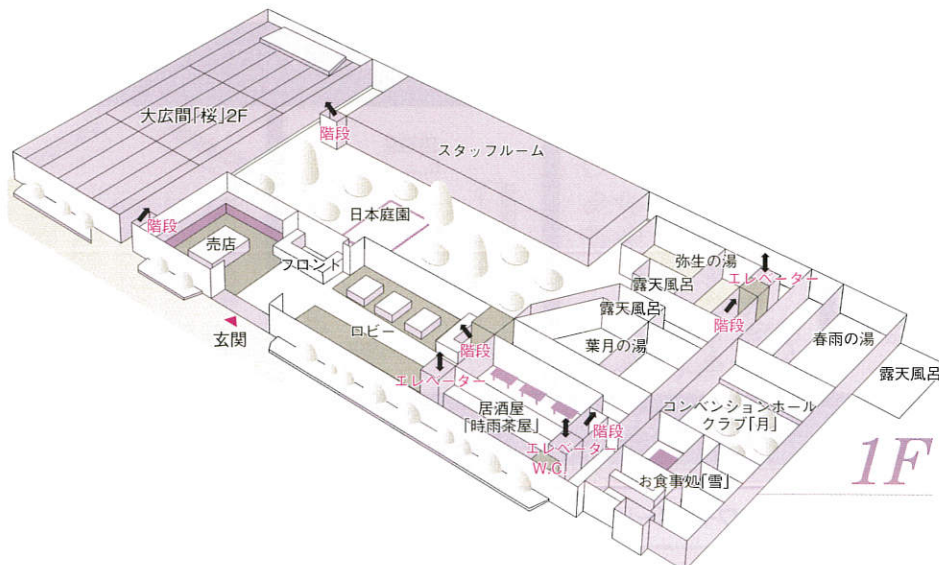 大広間「桜」2F
階段
スタッフルーム
階段
日本庭園
売店
フロント
弥生の湯
エレベーター
露天風呂
露天風呂
階段
玄関
ロビー
階段
葉月の湯
春雨の湯
露天風呂
エレベーター
居酒屋
「時雨茶屋」
コンベンションホール
クラブ「月」
階段
エレベーター
W.C
お食事処「雪」
1F